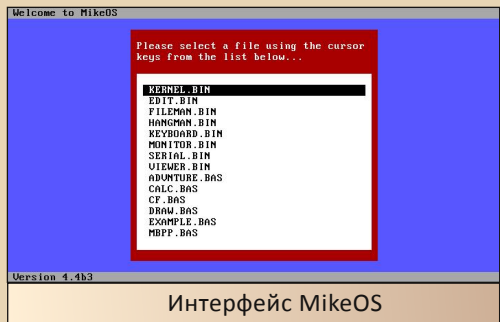 Welcome to MikeOS
Please select a file using the cursor
keys from the list below...
KERNEL.BIN
EDIT.BIN
FILEMAN.BIN
HANGMAN.BIN
KEYBOARD.BIN
MONITOR.BIN
SERIAL.BIN
VIEWER.BIN
ADVNTURE.BAS
CALC.BAS
CF.BAS
DRAW.BAS
EXAMPLE.BAS
MBPP.BAS
Version 4.4b3
Интерфейс MikeOS